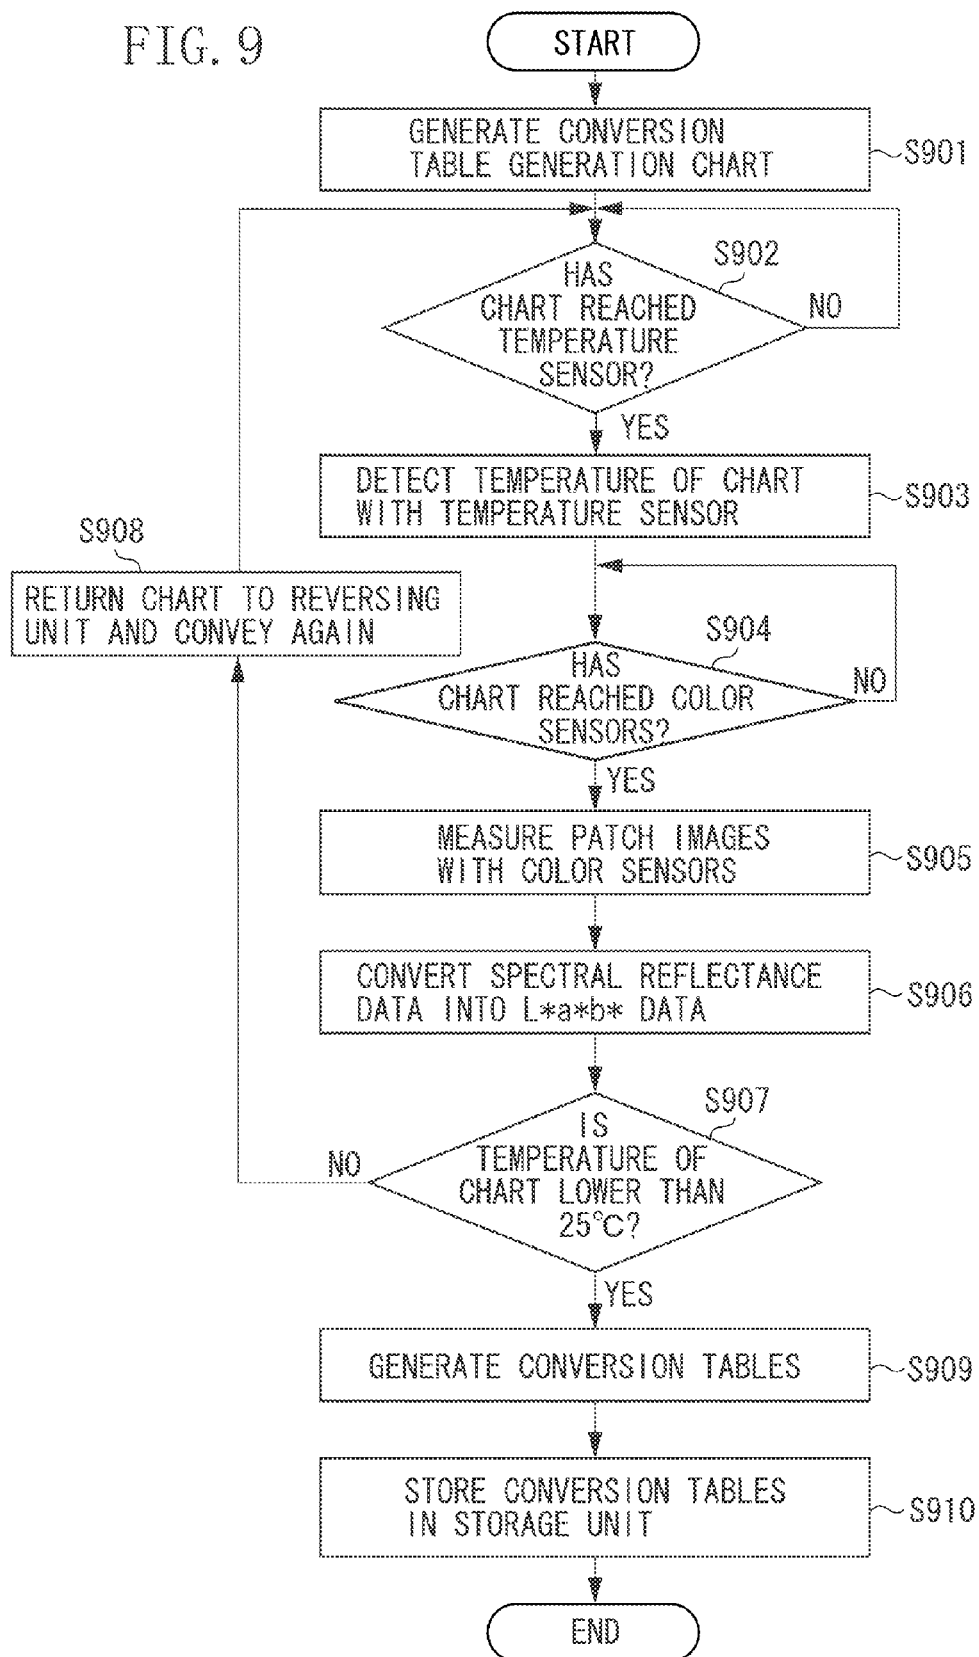 FIG. 9
START
GENERATE CONVERSION
TABLE GENERATION CHART
S901
S902
HAS
CHART REACHED
TEMPERATURE
SENSOR?
NO
YES
DETECT TEMPERATURE OF CHART
WITH TEMPERATURE SENSOR
S903
S908
RETURN CHART TO REVERSING
UNIT AND CONVEY AGAIN
S904
HAS
CHART REACHED COLOR
SENSORS?
NO
YES
MEASURE PATCH IMAGES
WITH COLOR SENSORS
S905
CONVERT SPECTRAL REFLECTANCE
DATA INTO L*a*b* DATA
S906
S907
IS
TEMPERATURE OF
CHART LOWER THAN
25°C?
NO
YES
GENERATE CONVERSION TABLES
S909
STORE CONVERSION TABLES
IN STORAGE UNIT
S910
END